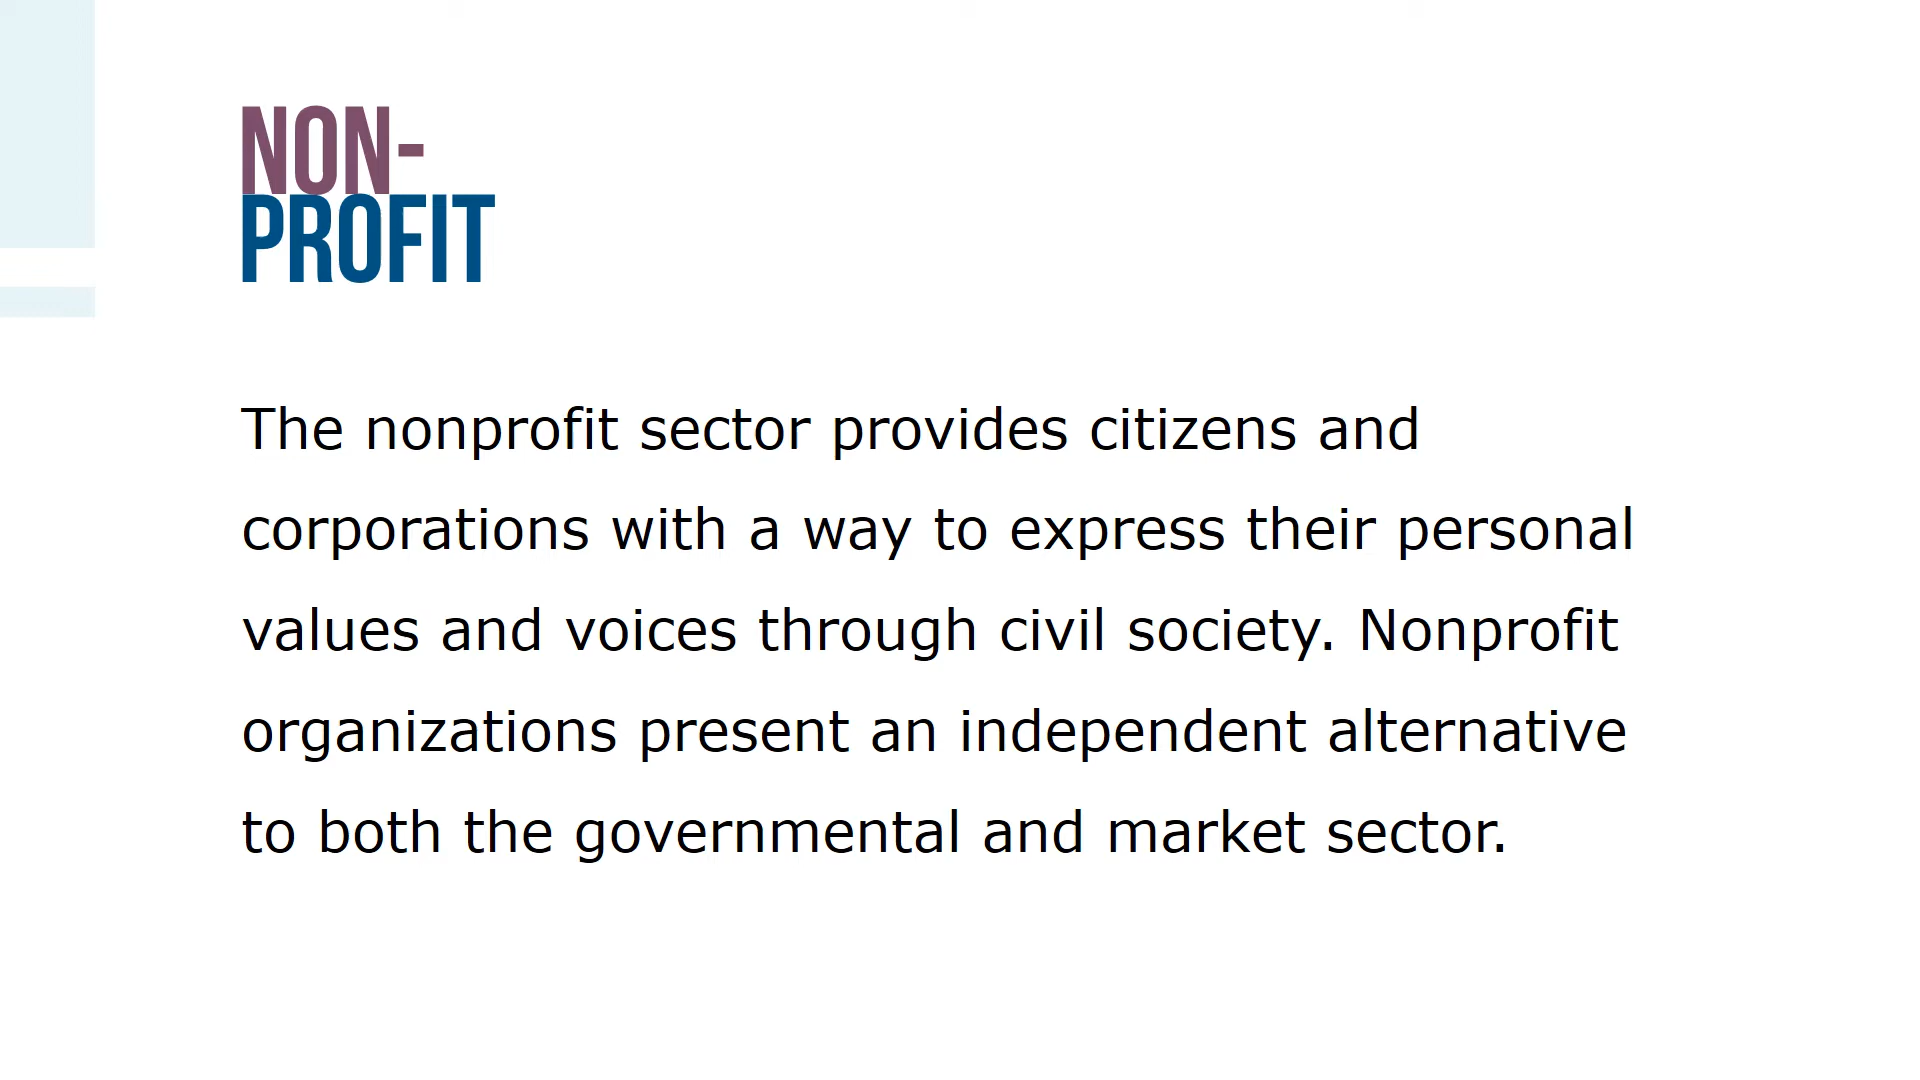 NON-
PROFIT
The nonprofit sector provides citizens and
corporations with a way to express their personal
values and voices through civil society. Nonprofit
organizations present an independent alternative
to both the governmental and market sector.